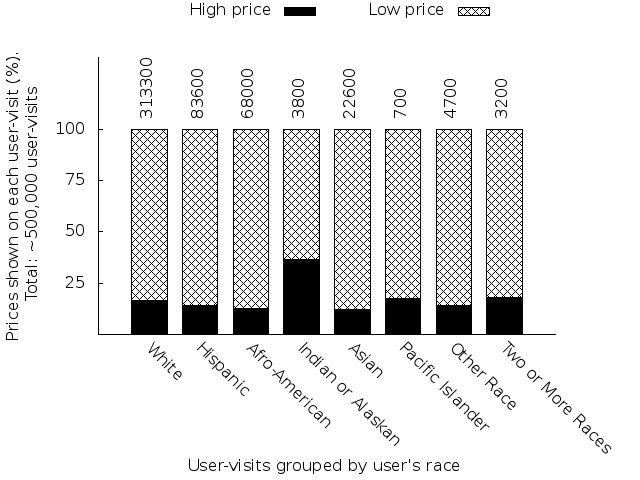 High price
Low price
Prices shown on each user-visit (%).
Total: ~500,000 user-visits
100
75
50
25
313300
83600
68000
3800
22600
700
4700
3200
White
Hispanic
Afro-American
Indian or Alaskan
Asian
Pacific Islander
Other Race
Two or More Races
User-visits grouped by user's race